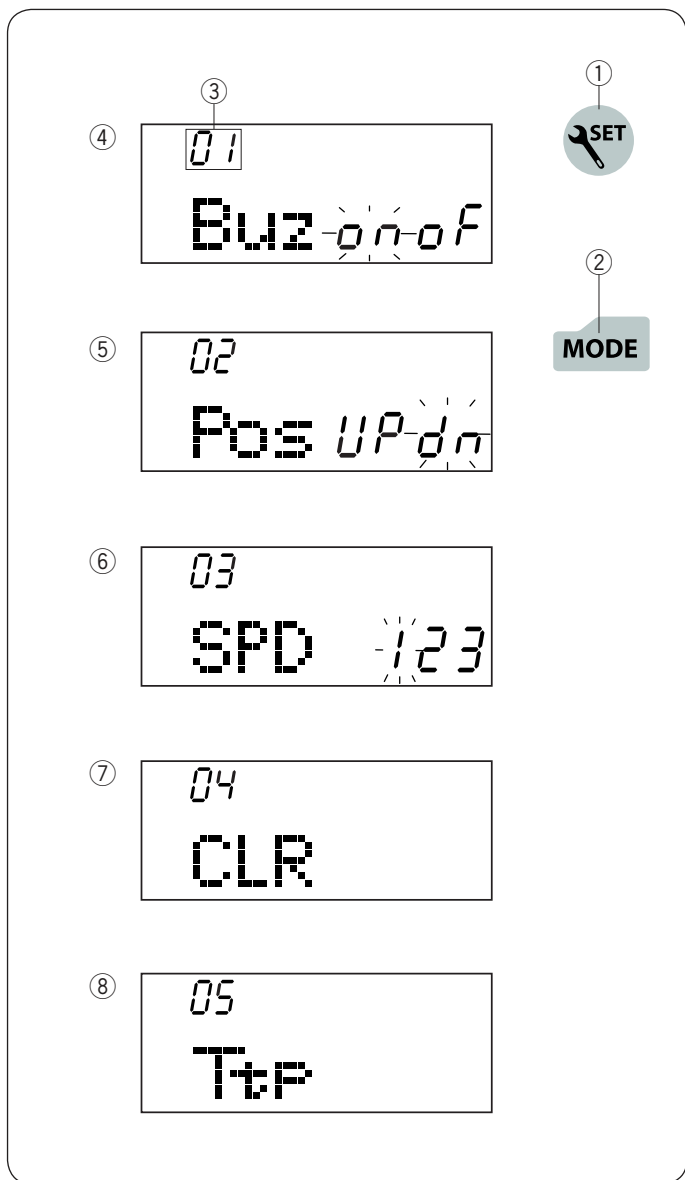 ①
③
④ 01 SET
Buz on oF
②
⑤ 02 MODE
Pos UP dn
⑥ 03
SPD 123
⑦ 04
CLR
⑧ 05
Ttp